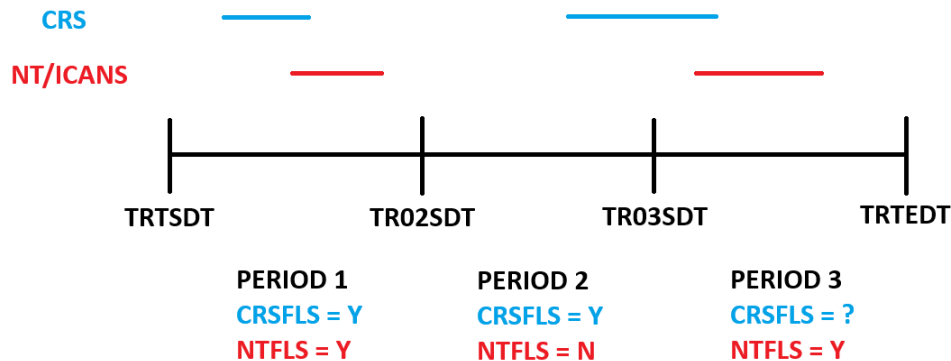 CRS
NT/ICANS
TRTSDT TR02SDT TR03SDT TRTEDT
PERIOD 1 PERIOD 2 PERIOD 3
CRSFLS = Y CRSFLS = Y CRSFLS = ?
NTFLS = Y NTFLS = N NTFLS = Y